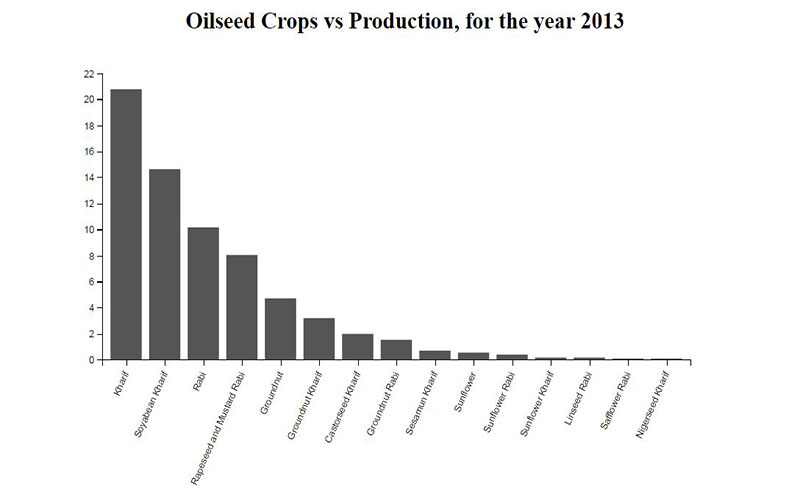 Oilseed Crops vs Production, for the year 2013
22
20
18
16
14
12
10
8
6
4
2
0
Kharif
Soyabean Kharif
Rabi
Rapeseed and Mustard Rabi
Groundnut
Groundnut Kharif
Castorseed Kharif
Groundnut Rabi
Sesamun Kharif
Sunflower
Sunflower Rabi
Sunflower Kharif
Linseed Rabi
Safflower Rabi
Nigerseed Kharif